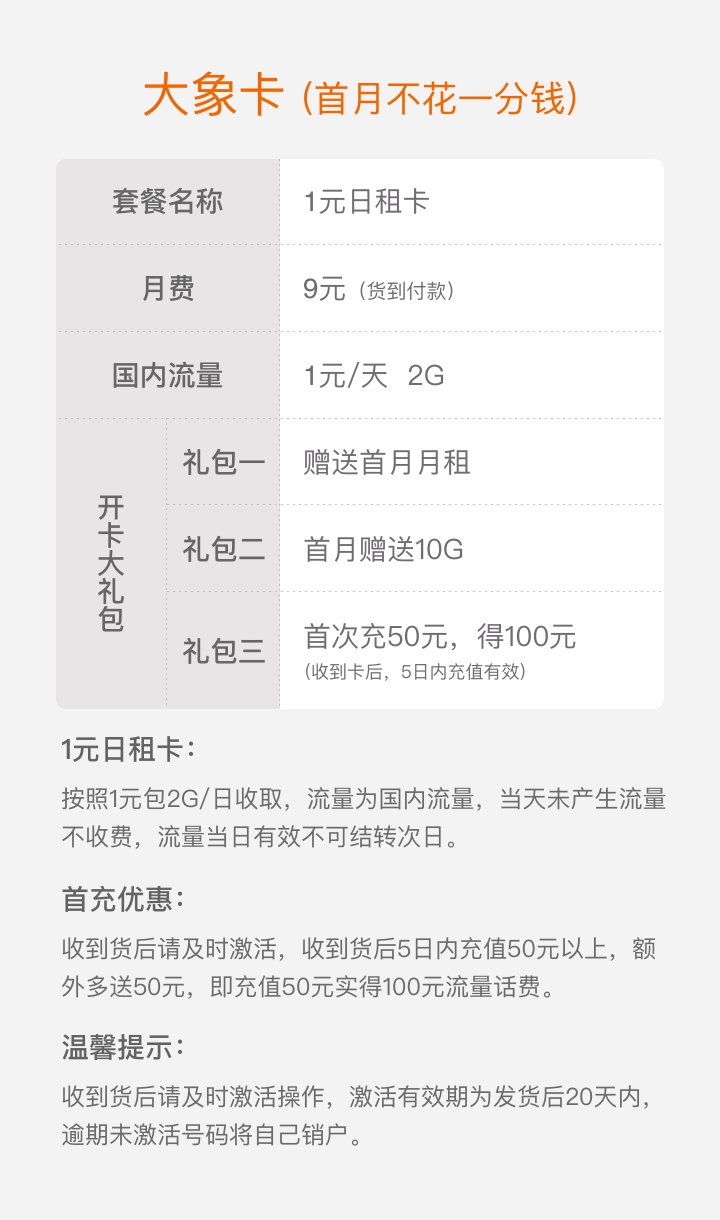 大象卡 (首月不花一分钱)
套餐名称
1元日租卡
月费
9元（货到付款）
国内流量
1元/天 2G
开卡大礼包
礼包一
赠送首月月租
礼包二
首月赠送10G
礼包三
首次充50元，得100元
(收到卡后，5日内充值有效)
1元日租卡：
按照1元包2G/日收取，流量为国内流量，当天未产生流量
不收费，流量当日有效不可结转次日。
首充优惠：
收到货后请及时激活，收到货后5日内充值50元以上，额
外多送50元，即充值50元实得100元流量话费。
温馨提示：
收到货后请及时激活操作，激活有效期为发货后20天内，
逾期未激活号码将自己销户。